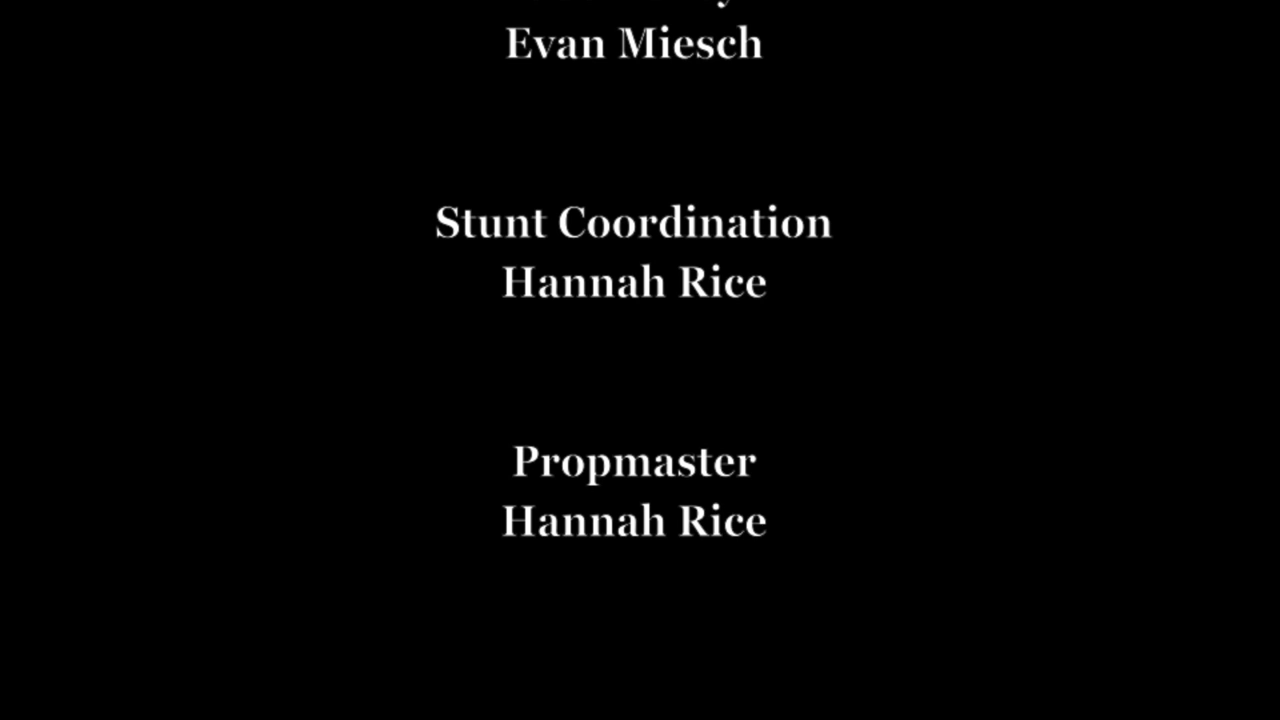 Evan Miesch
Stunt Coordination
Hannah Rice
Propmaster
Hannah Rice